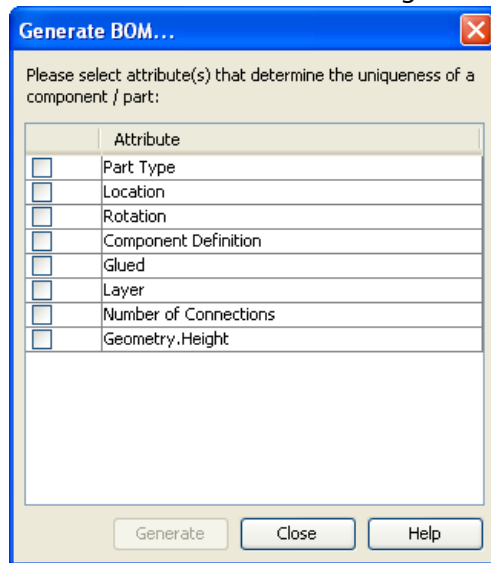 Generate BOM...
Please select attribute(s) that determine the uniqueness of a
component / part:
Attribute
Part Type
Location
Rotation
Component Definition
Glued
Layer
Number of Connections
Geometry.Height
Generate Close Help